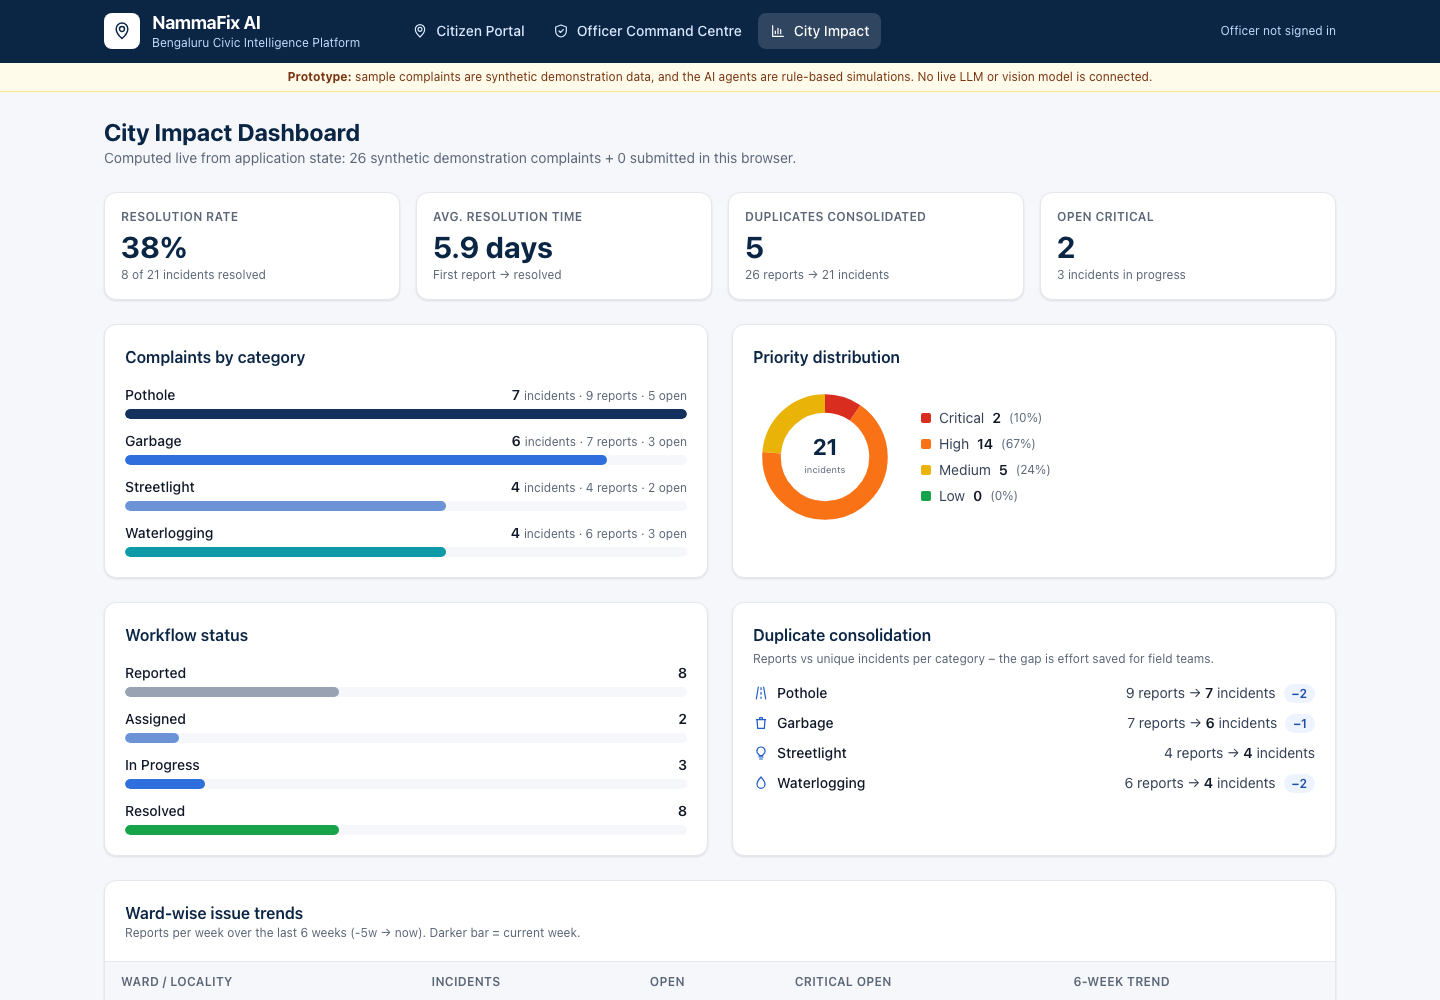 NammaFix AI
Bengaluru Civic Intelligence Platform
Citizen Portal
Officer Command Centre
City Impact
Officer not signed in
Prototype: sample complaints are synthetic demonstration data, and the AI agents are rule-based simulations. No live LLM or vision model is connected.
City Impact Dashboard
Computed live from application state: 26 synthetic demonstration complaints + 0 submitted in this browser.
RESOLUTION RATE
38%
8 of 21 incidents resolved
AVG. RESOLUTION TIME
5.9 days
First report → resolved
DUPLICATES CONSOLIDATED
5
26 reports → 21 incidents
OPEN CRITICAL
2
3 incidents in progress
Complaints by category
Pothole 7 incidents · 9 reports · 5 open
Garbage 6 incidents · 7 reports · 3 open
Streetlight 4 incidents · 4 reports · 2 open
Waterlogging 4 incidents · 6 reports · 3 open
Priority distribution
21
incidents
Critical 2 (10%)
High 14 (67%)
Medium 5 (24%)
Low 0 (0%)
Workflow status
Reported 8
Assigned 2
In Progress 3
Resolved 8
Duplicate consolidation
Reports vs unique incidents per category – the gap is effort saved for field teams.
Pothole 9 reports → 7 incidents −2
Garbage 7 reports → 6 incidents −1
Streetlight 4 reports → 4 incidents
Waterlogging 6 reports → 4 incidents −2
Ward-wise issue trends
Reports per week over the last 6 weeks (-5w → now). Darker bar = current week.
WARD / LOCALITY INCIDENTS OPEN CRITICAL OPEN 6-WEEK TREND